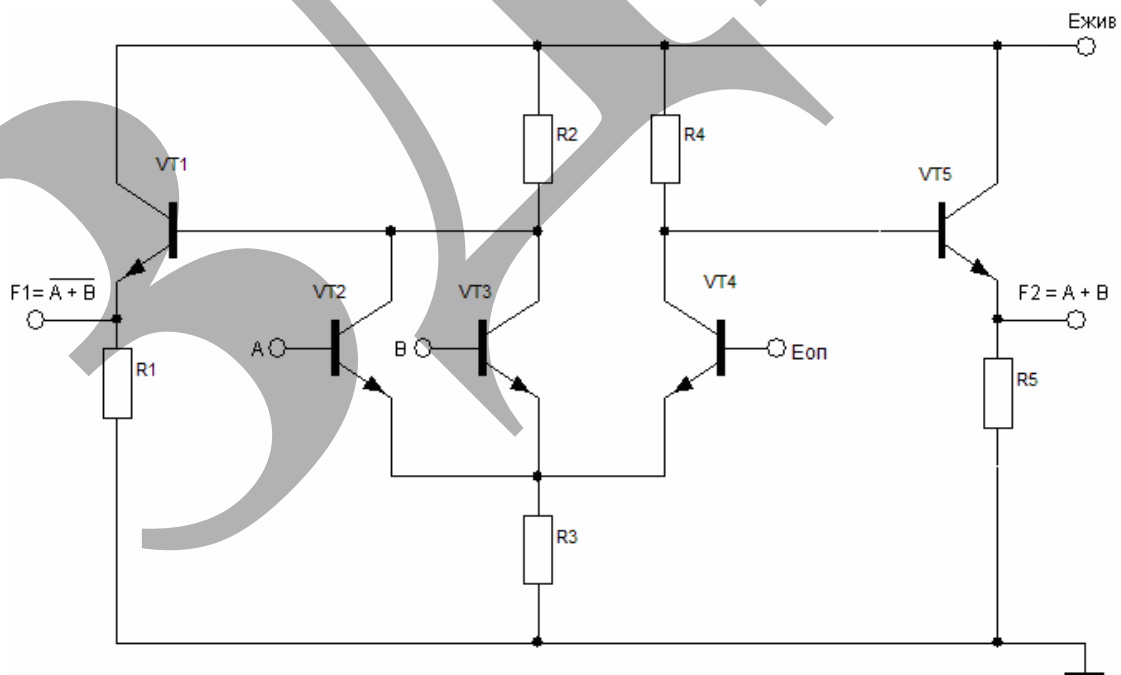 Eжив
R2
R4
VT1
VT5
F1 = A + B
VT2
VT3
VT4
F2 = A + B
A
B
Eоп
R1
R5
R3